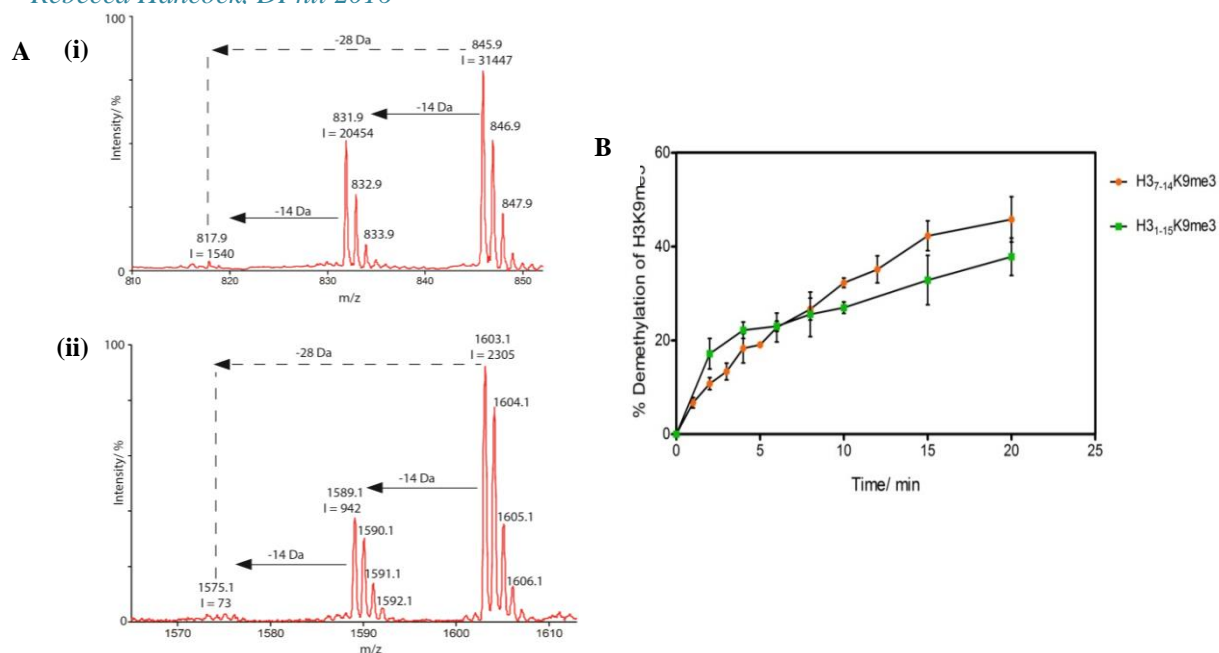 A (i)
100
Intensity/ %
0
810 820 830 840 850
m/z
-28 Da
845.9
I = 31447
-14 Da
831.9
I = 20454
846.9
832.9
847.9
-14 Da
833.9
817.9
I = 1540
(ii)
100
Intensity/ %
0
1570 1580 1590 1600 1610
m/z
-28 Da
1603.1
I = 2305
1604.1
-14 Da
1589.1
I = 942
1590.1
1605.1
-14 Da
1591.1
1606.1
1592.1
1575.1
I = 73
B
% Demethylation of H3K9me3
60
40
20
0
0 5 10 15 20 25
Time/ min
H3₇₋₁₄K9me3
H3₁₋₁₅K9me3